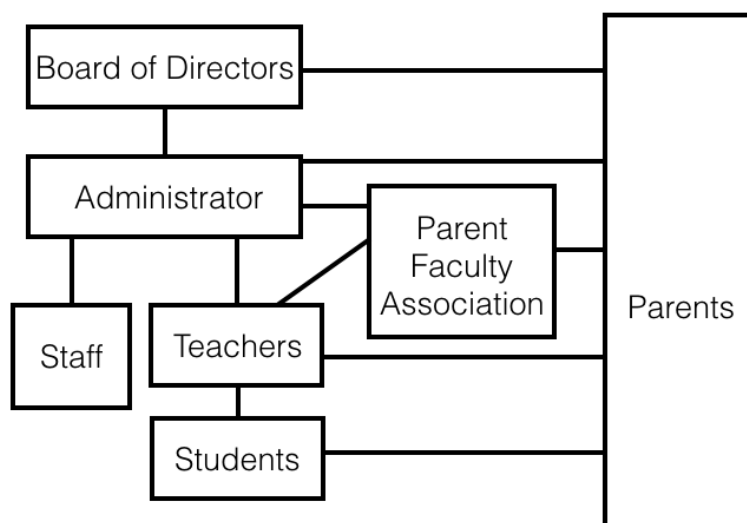 Board of Directors
Administrator
Parent
Faculty
Association
Parents
Staff
Teachers
Students